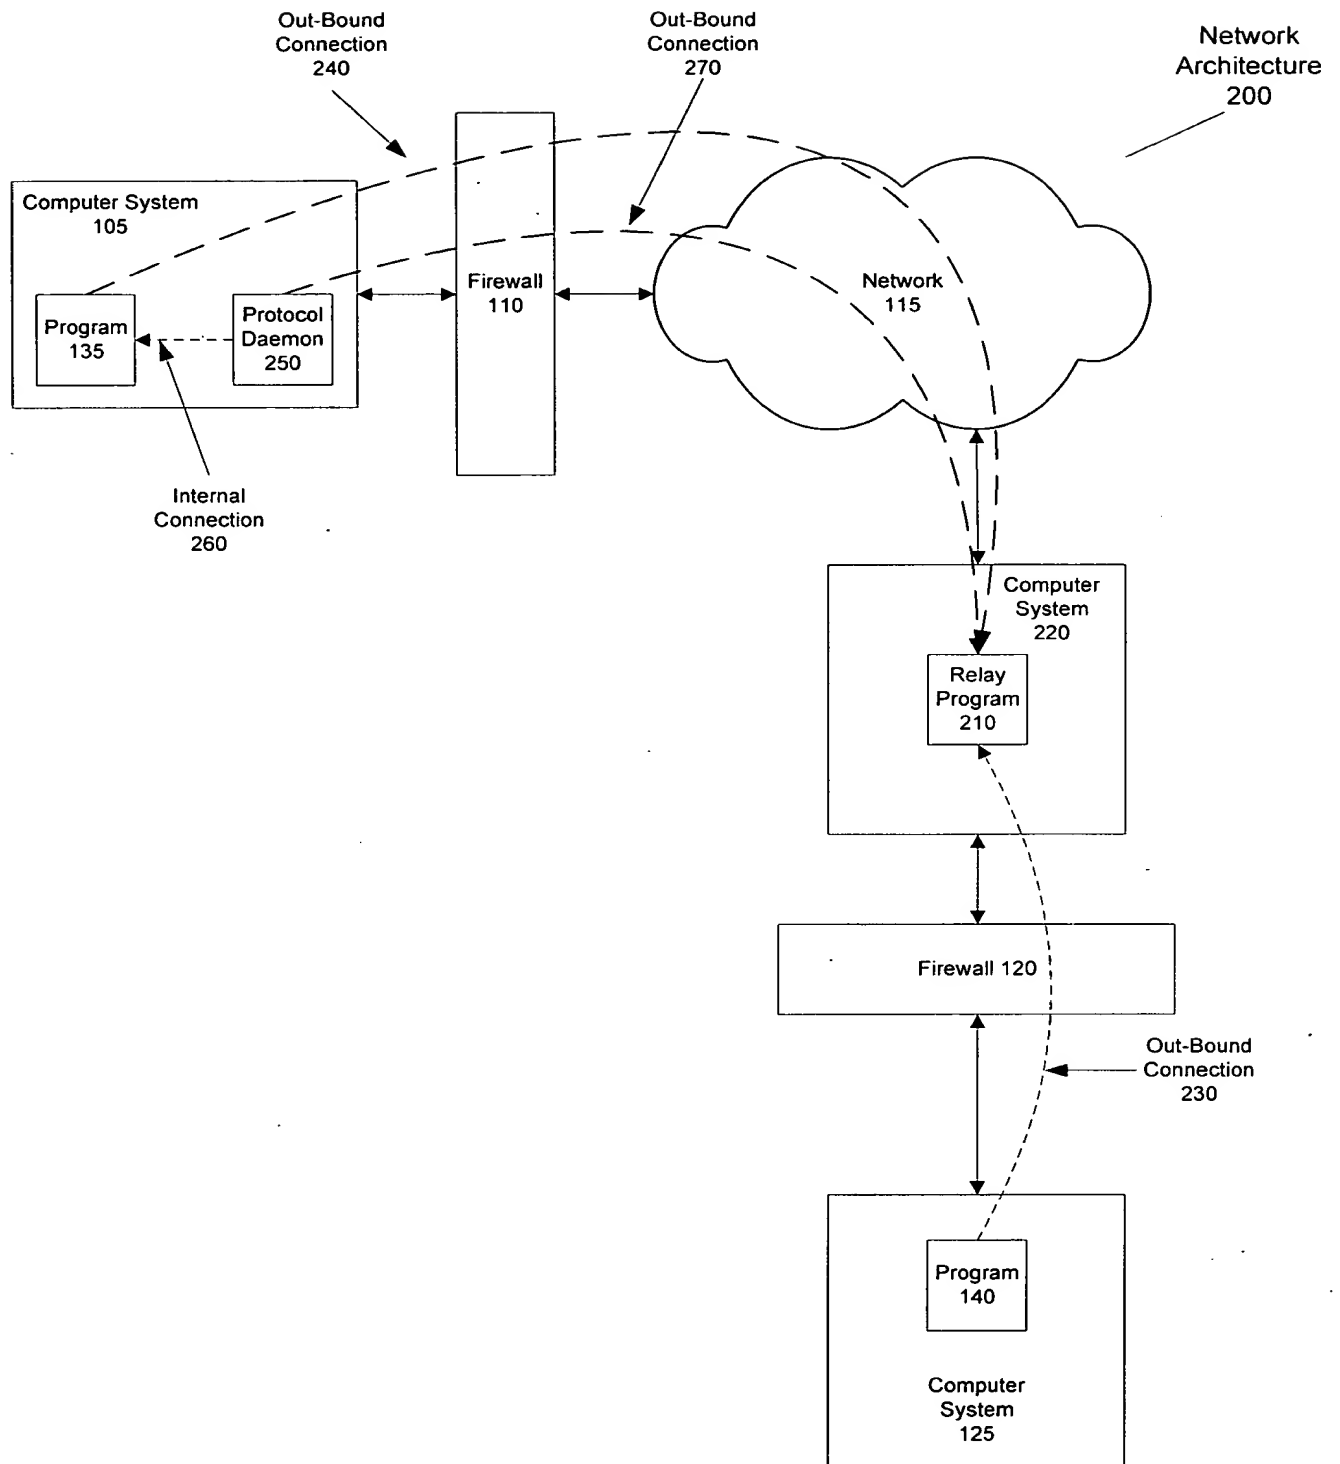 Out-Bound
Connection
240
Out-Bound
Connection
270
Network
Architecture
200
Computer System
105
Program
135
Protocol
Daemon
250
Firewall
110
Network
115
Internal
Connection
260
Computer
System
220
Relay
Program
210
Firewall 120
Out-Bound
Connection
230
Program
140
Computer
System
125